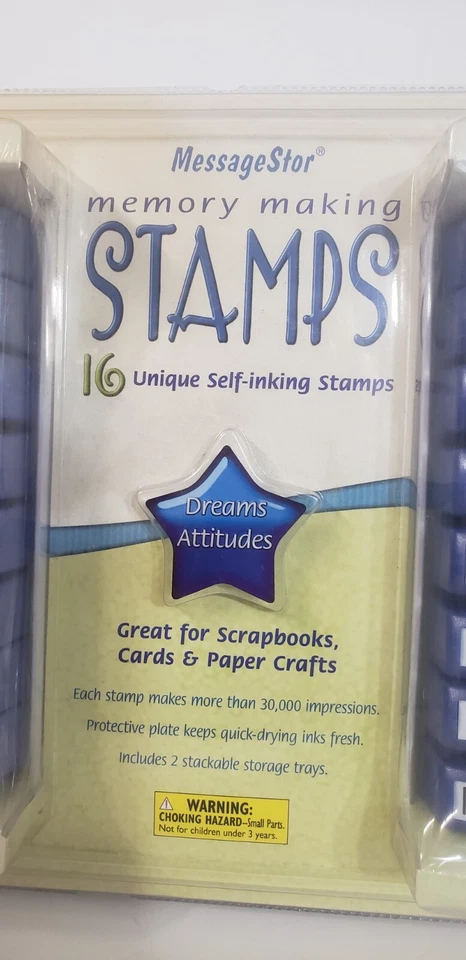 MessageStor®
memory making
STAMPS
16 Unique Self-inking Stamps
Dreams
Attitudes
Great for Scrapbooks,
Cards & Paper Crafts
Each stamp makes more than 30,000 impressions.
Protective plate keeps quick-drying inks fresh.
Includes 2 stackable storage trays.
WARNING:
CHOKING HAZARD–Small Parts.
Not for children under 3 years.